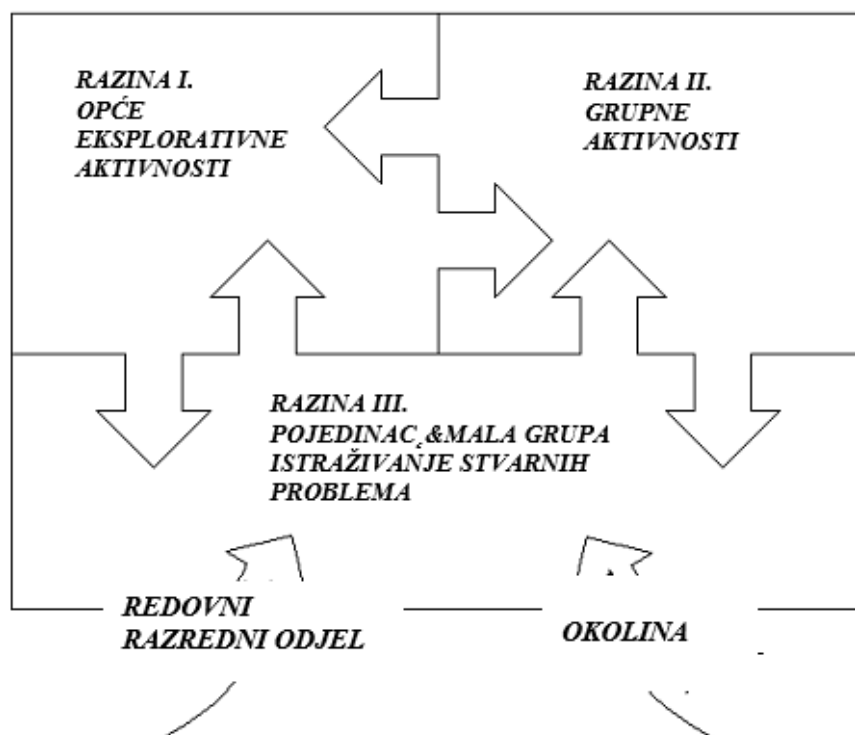 RAZINA I.
OPĆE
EKSPLORATIVNE
AKTIVNOSTI
RAZINA II.
GRUPNE
AKTIVNOSTI
RAZINA III.
POJEDINAC &MALA GRUPA
ISTRAŽIVANJE STVARNIH
PROBLEMA
REDOVNI
RAZREDNI ODJEL
OKOLINA